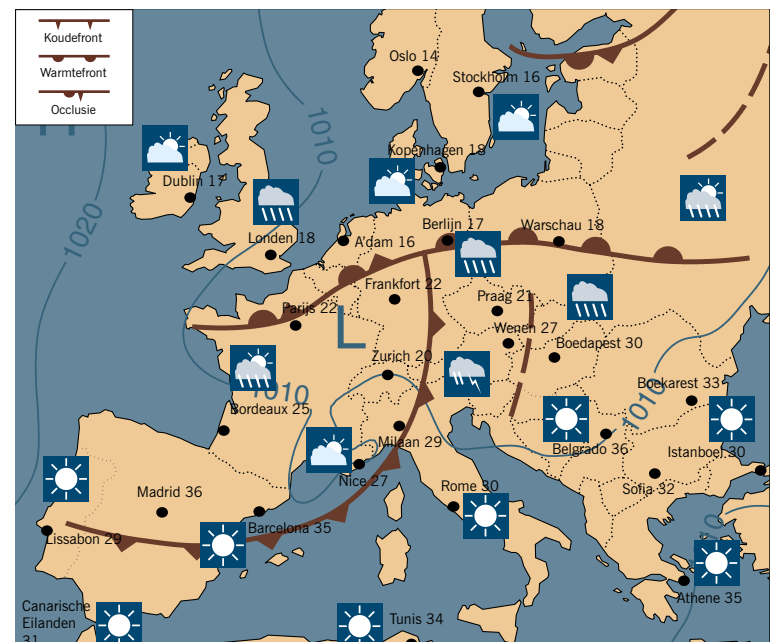 Koudefront
Warmtefront
Occlusie
H
Oslo 14
Stockholm 16
1010
Kopenhagen 18
Dublin 17
1020
Londen 18
A'dam 16
Berlijn 17
Warschau 18
Frankfort 22
Praag 21
Parijs 22
L
Wenen 27
Boedapest 30
Zurich 20
1010
Boekarest 33
1010
Bordeaux 25
Milaan 29
Belgrado 36
Istanboel 30
Nice 27
Sofia 32
Madrid 36
Rome 30
Barcelona 35
Lissabon 29
1010
Athene 35
Canarische
Eilanden
31
Tunis 34